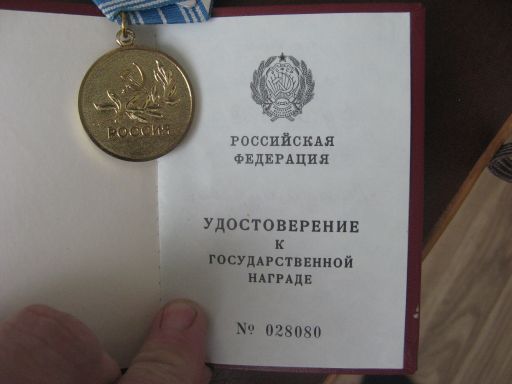 РОССИЯ
РОССИЙСКАЯ
ФЕДЕРАЦИЯ
УДОСТОВЕРЕНИЕ
К
ГОСУДАРСТВЕННОЙ
НАГРАДЕ
№ 028080